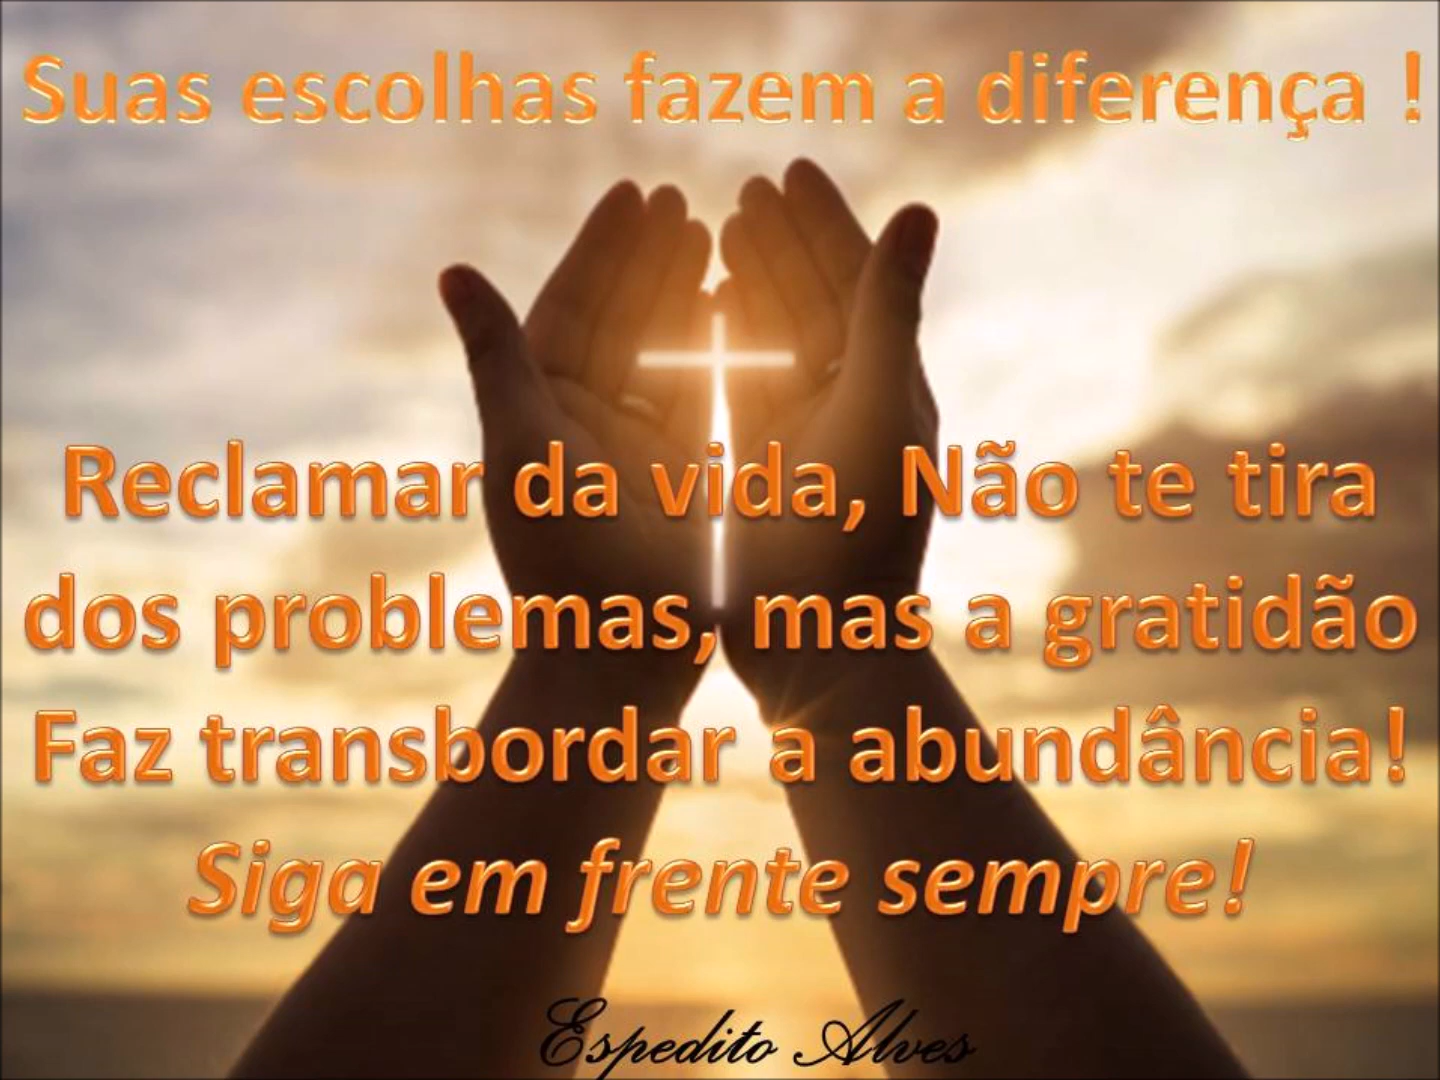 Suas escolhas fazem a diferença !
Reclamar da vida, Não te tira
dos problemas, mas a gratidão
Faz transbordar a abundância!
Siga em frente sempre!
Espedito Alves